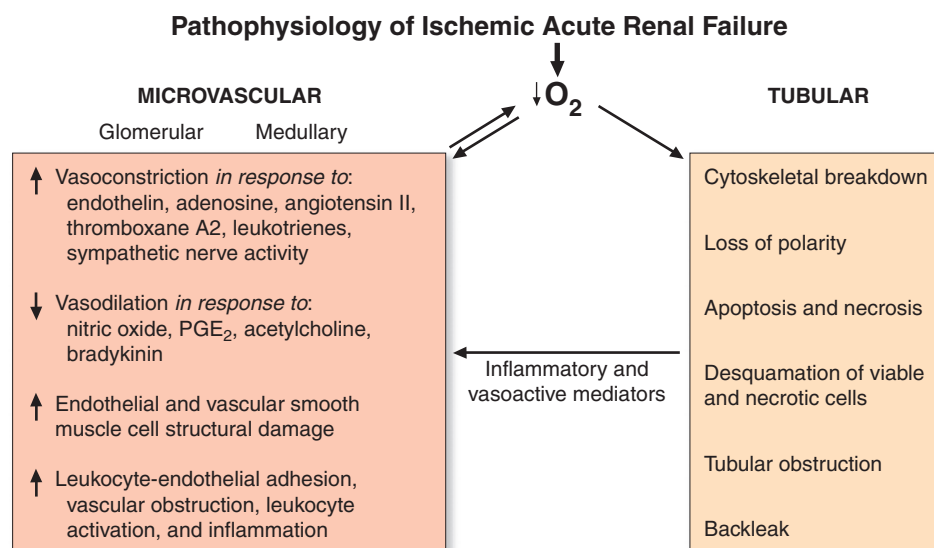 Pathophysiology of Ischemic Acute Renal Failure
↓O₂
MICROVASCULAR
Glomerular Medullary
↑ Vasoconstriction in response to:
endothelin, adenosine, angiotensin II,
thromboxane A2, leukotrienes,
sympathetic nerve activity
↓ Vasodilation in response to:
nitric oxide, PGE₂, acetylcholine,
bradykinin
↑ Endothelial and vascular smooth
muscle cell structural damage
↑ Leukocyte-endothelial adhesion,
vascular obstruction, leukocyte
activation, and inflammation
Inflammatory and
vasoactive mediators
TUBULAR
Cytoskeletal breakdown
Loss of polarity
Apoptosis and necrosis
Desquamation of viable
and necrotic cells
Tubular obstruction
Backleak